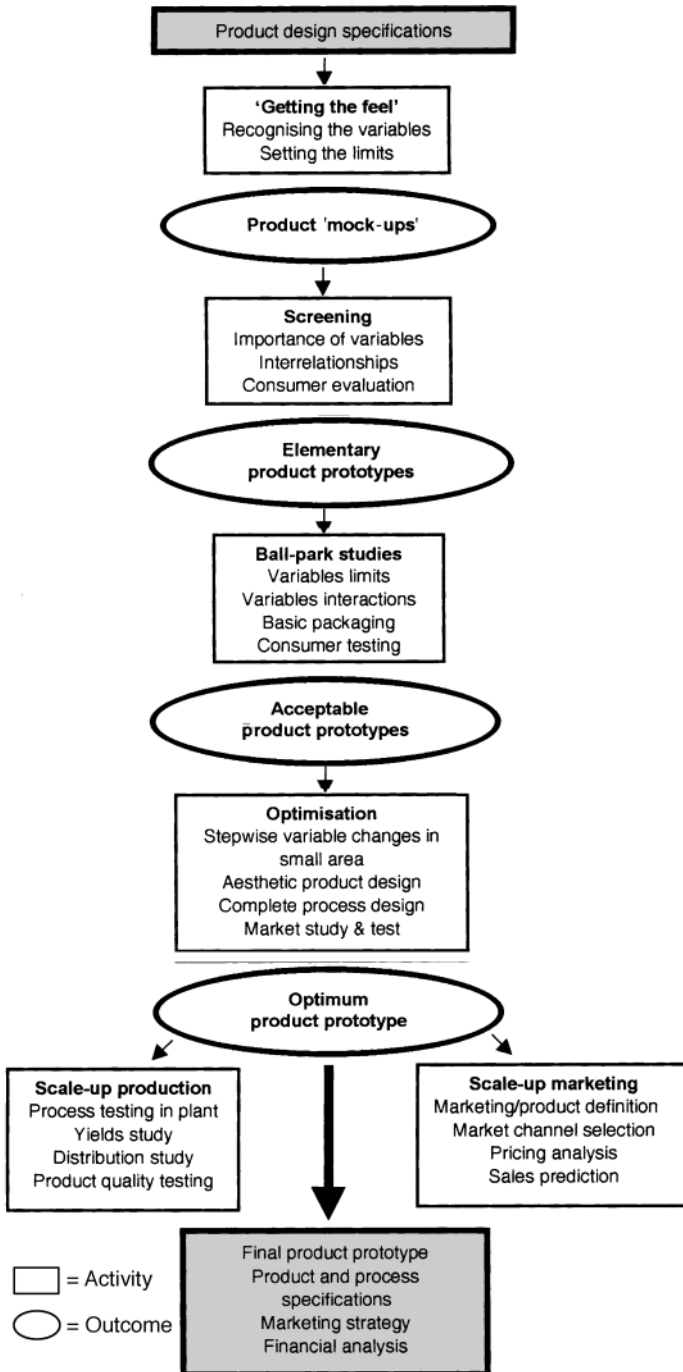 Product design specifications
‘Getting the feel’
Recognising the variables
Setting the limits
Product 'mock-ups'
Screening
Importance of variables
Interrelationships
Consumer evaluation
Elementary
product prototypes
Ball-park studies
Variables limits
Variables interactions
Basic packaging
Consumer testing
Acceptable
product prototypes
Optimisation
Stepwise variable changes in
small area
Aesthetic product design
Complete process design
Market study & test
Optimum
product prototype
Scale-up production
Process testing in plant
Yields study
Distribution study
Product quality testing
Scale-up marketing
Marketing/product definition
Market channel selection
Pricing analysis
Sales prediction
Final product prototype
Product and process
specifications
Marketing strategy
Financial analysis
= Activity
= Outcome